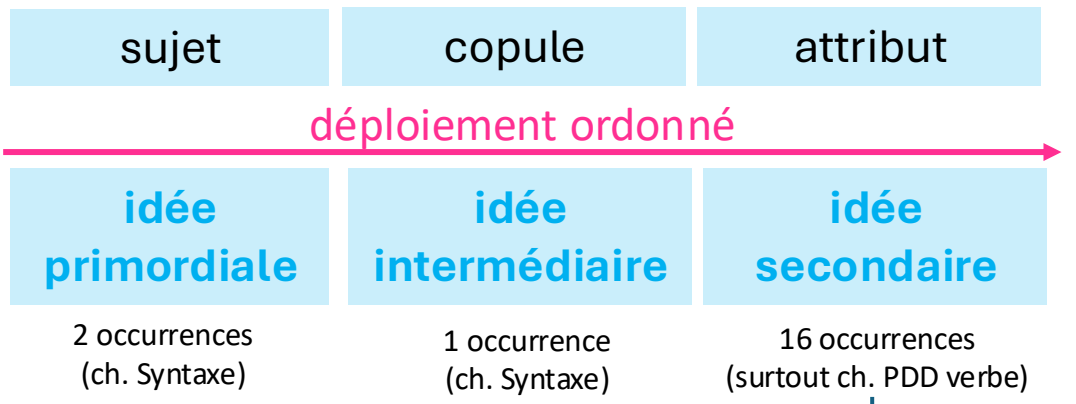 sujet
copule
attribut
déploiement ordonné
idée
primordiale
idée
intermédiaire
idée
secondaire
2 occurrences
(ch. Syntaxe)
1 occurrence
(ch. Syntaxe)
16 occurrences
(surtout ch. PDD verbe)